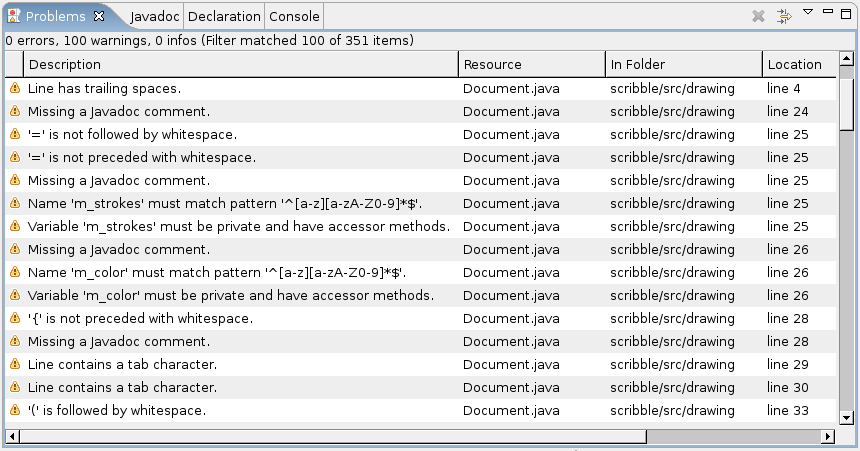 Problems Javadoc Declaration Console
0 errors, 100 warnings, 0 infos (Filter matched 100 of 351 items)
Description Resource In Folder Location
Line has trailing spaces. Document.java scribble/src/drawing line 4
Missing a Javadoc comment. Document.java scribble/src/drawing line 24
'=' is not followed by whitespace. Document.java scribble/src/drawing line 25
'=' is not preceded with whitespace. Document.java scribble/src/drawing line 25
Missing a Javadoc comment. Document.java scribble/src/drawing line 25
Name 'm_strokes' must match pattern '^[a-z][a-zA-Z0-9]*$'. Document.java scribble/src/drawing line 25
Variable 'm_strokes' must be private and have accessor methods. Document.java scribble/src/drawing line 25
Missing a Javadoc comment. Document.java scribble/src/drawing line 26
Name 'm_color' must match pattern '^[a-z][a-zA-Z0-9]*$'. Document.java scribble/src/drawing line 26
Variable 'm_color' must be private and have accessor methods. Document.java scribble/src/drawing line 26
'{' is not preceded with whitespace. Document.java scribble/src/drawing line 28
Missing a Javadoc comment. Document.java scribble/src/drawing line 28
Line contains a tab character. Document.java scribble/src/drawing line 29
Line contains a tab character. Document.java scribble/src/drawing line 30
'(' is followed by whitespace. Document.java scribble/src/drawing line 33